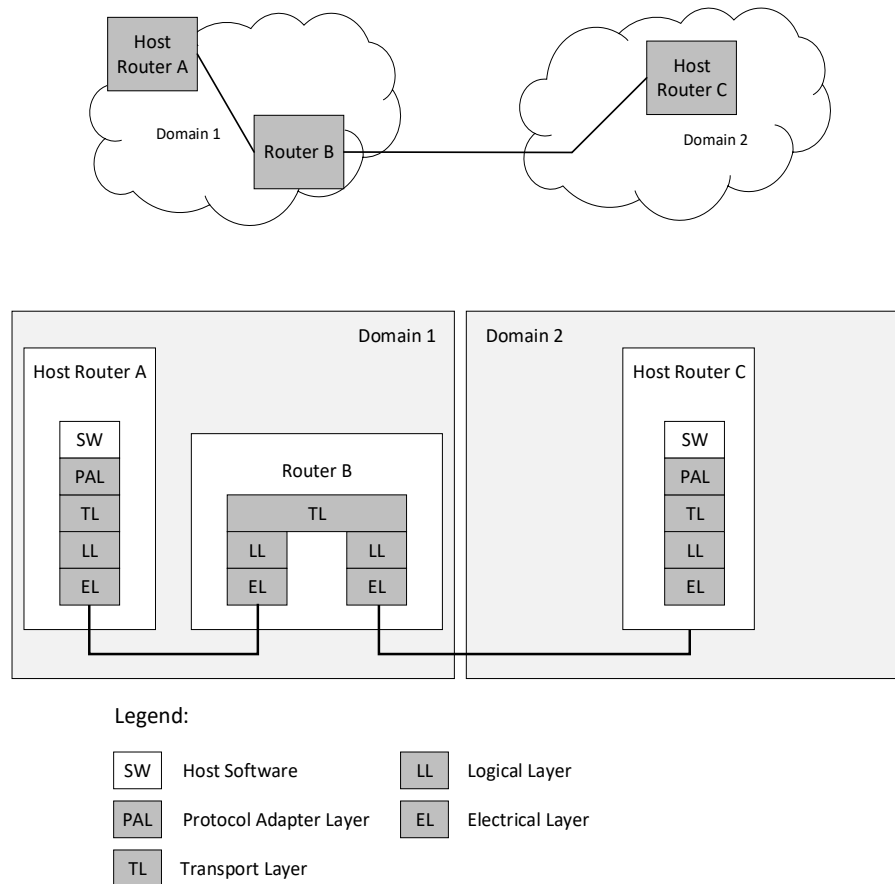 Host
Router A
Host
Router C
Domain 1
Router B
Domain 2
Domain 1
Domain 2
Host Router A
Host Router C
SW
PAL
TL
LL
EL
Router B
TL
LL
LL
EL
EL
SW
PAL
TL
LL
EL
Legend:
SW Host Software
LL Logical Layer
PAL Protocol Adapter Layer
EL Electrical Layer
TL Transport Layer